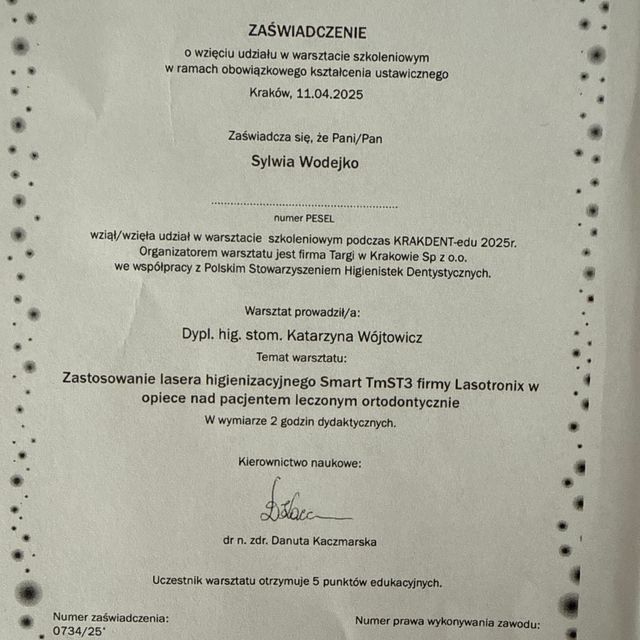 ZAŚWIADCZENIE
o wzięciu udziału w warsztacie szkoleniowym
w ramach obowiązkowego kształcenia ustawicznego
Kraków, 11.04.2025
Zaświadcza się, że Pani/Pan
Sylwia Wodejko
numer PESEL
wziął/wzięła udział w warsztacie szkoleniowym podczas KRAKDENT-edu 2025r.
Organizatorem warsztatu jest firma Targi w Krakowie Sp z o.o.
we współpracy z Polskim Stowarzyszeniem Higienistek Dentystycznych.
Warsztat prowadził/a:
Dypl. hig. stom. Katarzyna Wójtowicz
Temat warsztatu:
Zastosowanie lasera higienizacyjnego Smart TmST3 firmy Lasotronix w
opiece nad pacjentem leczonym ortodontycznie
W wymiarze 2 godzin dydaktycznych.
Kierownictwo naukowe:
dr n. zdr. Danuta Kaczmarska
Uczestnik warsztatu otrzymuje 5 punktów edukacyjnych.
Numer zaświadczenia:
0734/25
Numer prawa wykonywania zawodu: